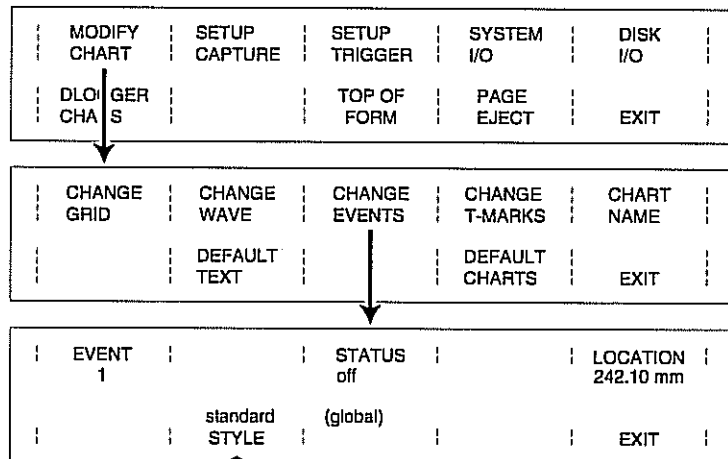 MODIFY SETUP SETUP SYSTEM DISK
CHART CAPTURE TRIGGER I/O I/O
DLOGGER TOP OF PAGE
CHA S FORM EJECT EXIT
CHANGE CHANGE CHANGE CHANGE CHART
GRID WAVE EVENTS T-MARKS NAME
DEFAULT DEFAULT
TEXT CHARTS EXIT
EVENT STATUS LOCATION
1 off 242.10 mm
standard (global)
STYLE EXIT